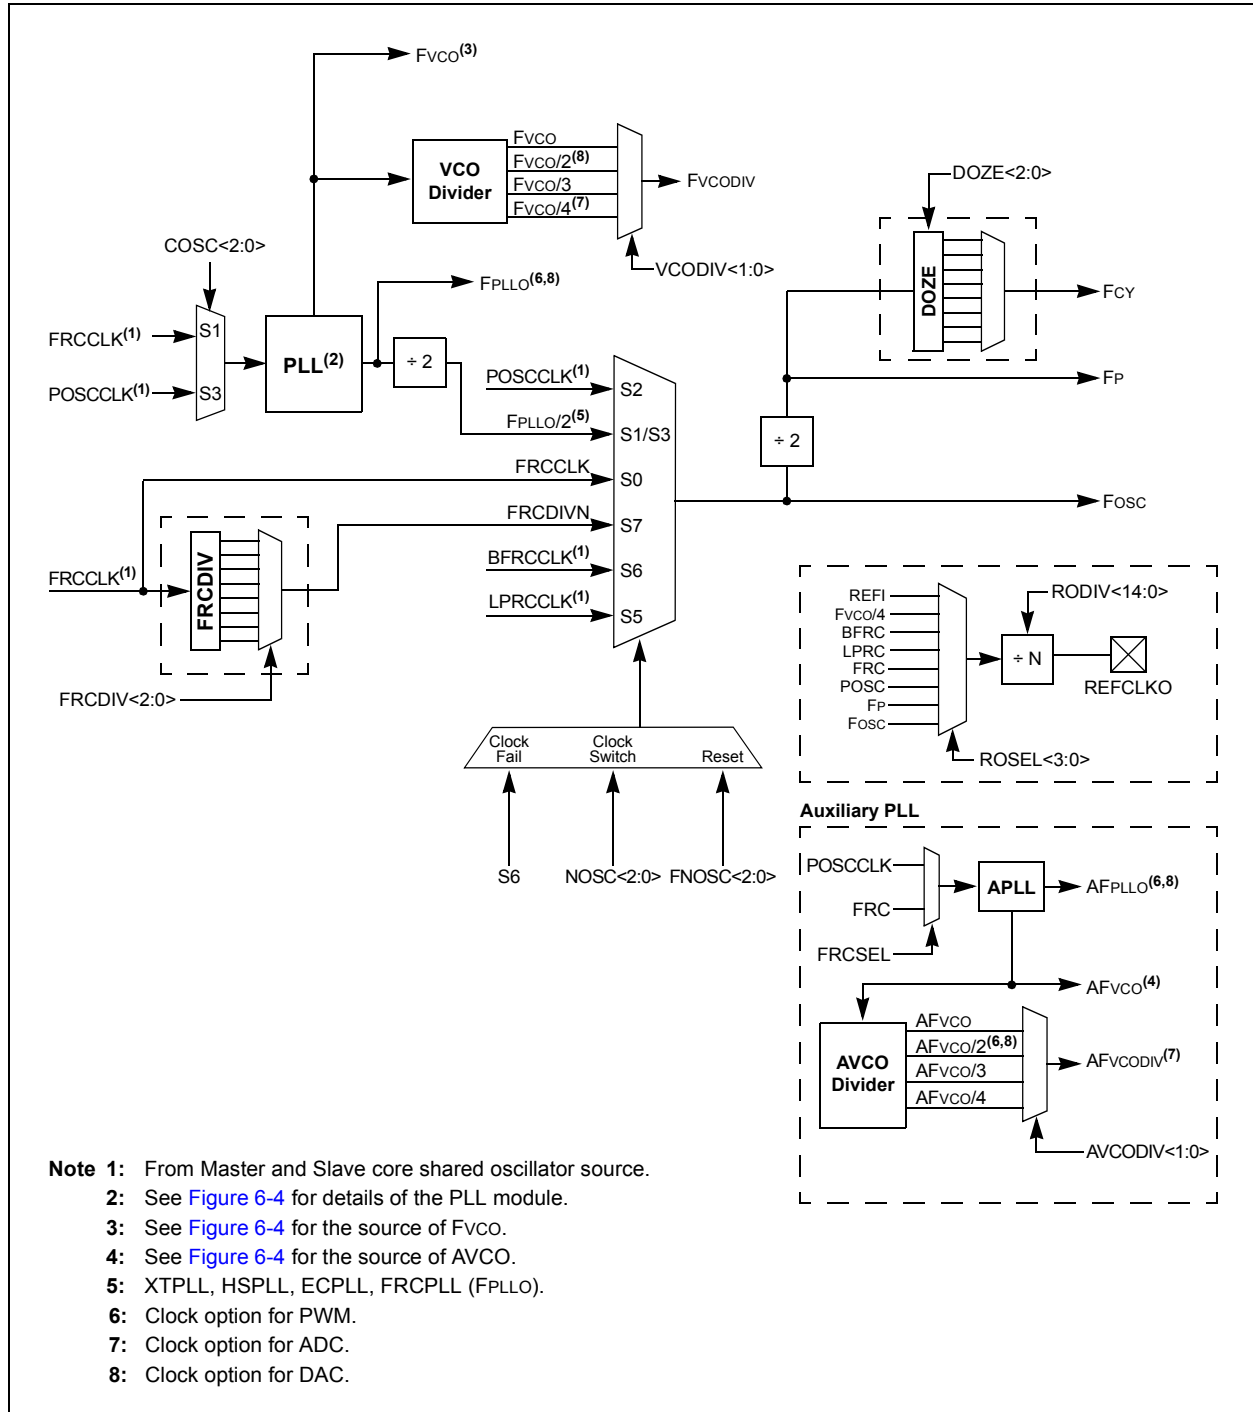 FVCO(3)
VCO
Divider
FVCO
FVCO/2(8)
FVCO/3
FVCO/4(7)
FVCODIV
VCODIV<1:0>
COSC<2:0>
FRCCLK(1)
POSCCLK(1)
S1
S3
PLL(2)
FPLLO(6,8)
÷ 2
DOZE<2:0>
DOZE
FCY
FP
÷ 2
FOSC
POSCCLK(1)
S2
FPLLO/2(5)
S1/S3
FRCCLK
S0
FRCDIVN
S7
BFRCCLK(1)
S6
LPRCCLK(1)
S5
FRCCLK(1)
FRCDIV
FRCDIV<2:0>
Clock
Fail
Clock
Switch
Reset
S6
NOSC<2:0>
FNOSC<2:0>
REFI
FVCO/4
BFRC
LPRC
FRC
POSC
FP
FOSC
RODIV<14:0>
÷ N
REFCLKO
ROSEL<3:0>
Auxiliary PLL
POSCCLK
FRC
FRCSEL
APLL
AFPLLO(6,8)
AFVCO(4)
AVCO
Divider
AFVCO
AFVCO/2(6,8)
AFVCO/3
AFVCO/4
AFVCODIV(7)
AVCODIV<1:0>
Note 1: From Master and Slave core shared oscillator source.
2: See Figure 6-4 for details of the PLL module.
3: See Figure 6-4 for the source of FVCO.
4: See Figure 6-4 for the source of AVCO.
5: XTPLL, HSPLL, ECPLL, FRCPLL (FPLLO).
6: Clock option for PWM.
7: Clock option for ADC.
8: Clock option for DAC.